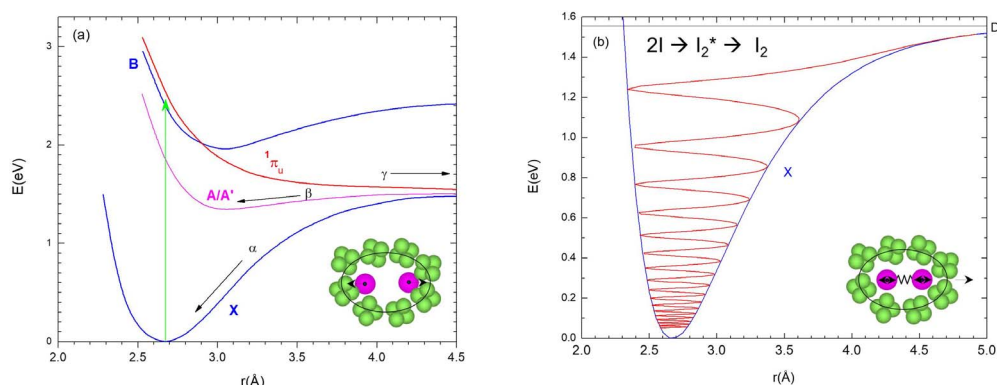 (a)
3
2
1
0
E(eV)
B
A
¹πᵤ
γ
A/A'
β
α
X
2.0 2.5 3.0 3.5 4.0 4.5
r(Å)
(b)
2I → I₂* → I₂
1.6
1.4
1.2
1.0
0.8
0.6
0.4
0.2
0.0
E(eV)
X
2.0 2.5 3.0 3.5 4.0 4.5 5.0
r(Å)